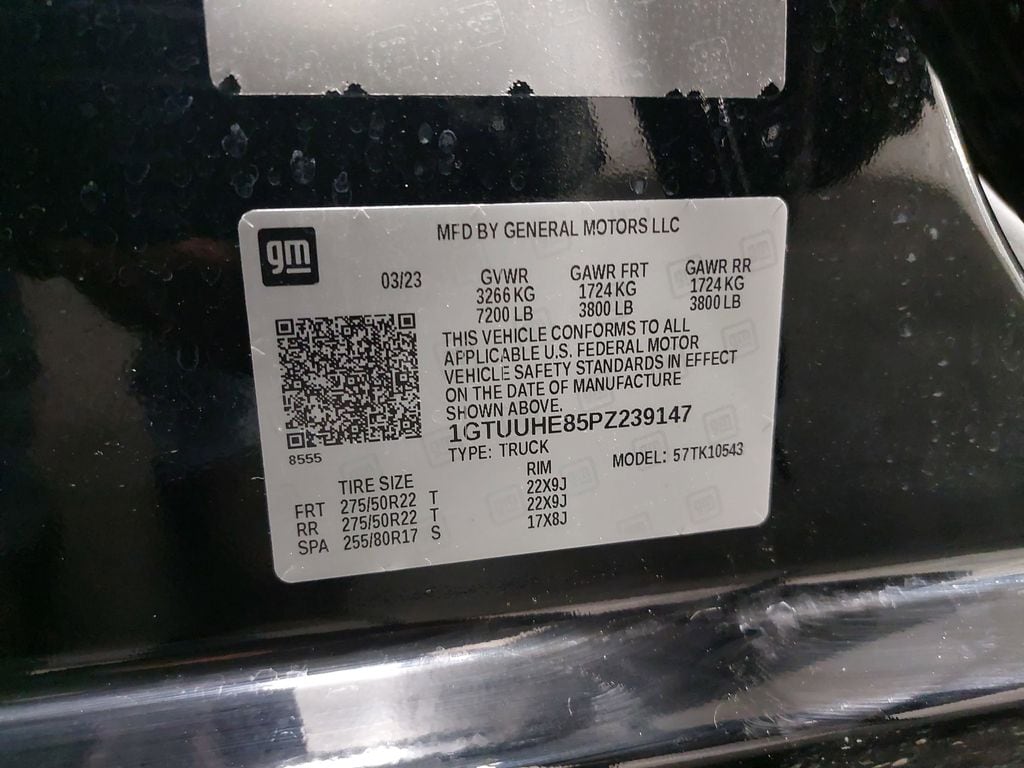 gm
MFD BY GENERAL MOTORS LLC
03/23
GVWR
3266 KG
7200 LB
GAWR FRT
1724 KG
3800 LB
GAWR RR
1724 KG
3800 LB
THIS VEHICLE CONFORMS TO ALL
APPLICABLE U.S. FEDERAL MOTOR
VEHICLE SAFETY STANDARDS IN EFFECT
ON THE DATE OF MANUFACTURE
SHOWN ABOVE.
1GTUUHE85PZ239147
TYPE: TRUCK
MODEL: 57TK10543
8555
TIRE SIZE RIM
FRT 275/50R22 T 22X9J
RR 275/50R22 T 22X9J
SPA 255/80R17 S 17X8J